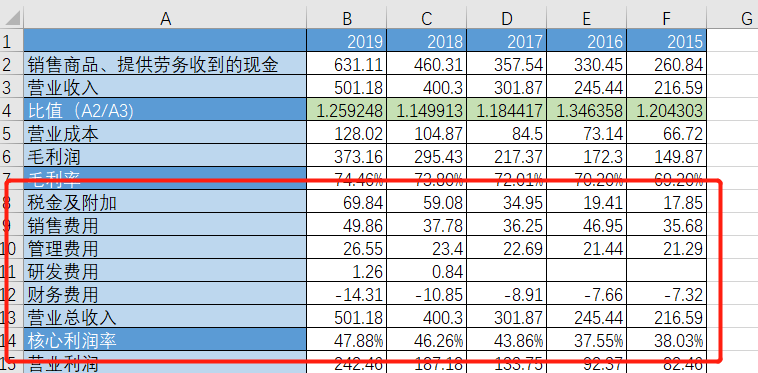 A B C D E F G
1 2019 2018 2017 2016 2015
2 销售商品、提供劳务收到的现金 631.11 460.31 357.54 330.45 260.84
3 营业收入 501.18 400.3 301.87 245.44 216.59
4 比值（A2/A3) 1.259248 1.149913 1.184417 1.346358 1.204303
5 营业成本 128.02 104.87 84.5 73.14 66.72
6 毛利润 373.16 295.43 217.37 172.3 149.87
7 毛利率 74.46% 73.80% 72.01% 70.20% 69.20%
8 税金及附加 69.84 59.08 34.95 19.41 17.85
9 销售费用 49.86 37.78 36.25 46.95 35.68
10 管理费用 26.55 23.4 22.69 21.44 21.29
11 研发费用 1.26 0.84
12 财务费用 -14.31 -10.85 -8.91 -7.66 -7.32
13 营业总收入 501.18 400.3 301.87 245.44 216.59
14 核心利润率 47.88% 46.26% 43.86% 37.55% 38.03%
15 营业利润 242.46 187.18 133.75 92.37 82.46